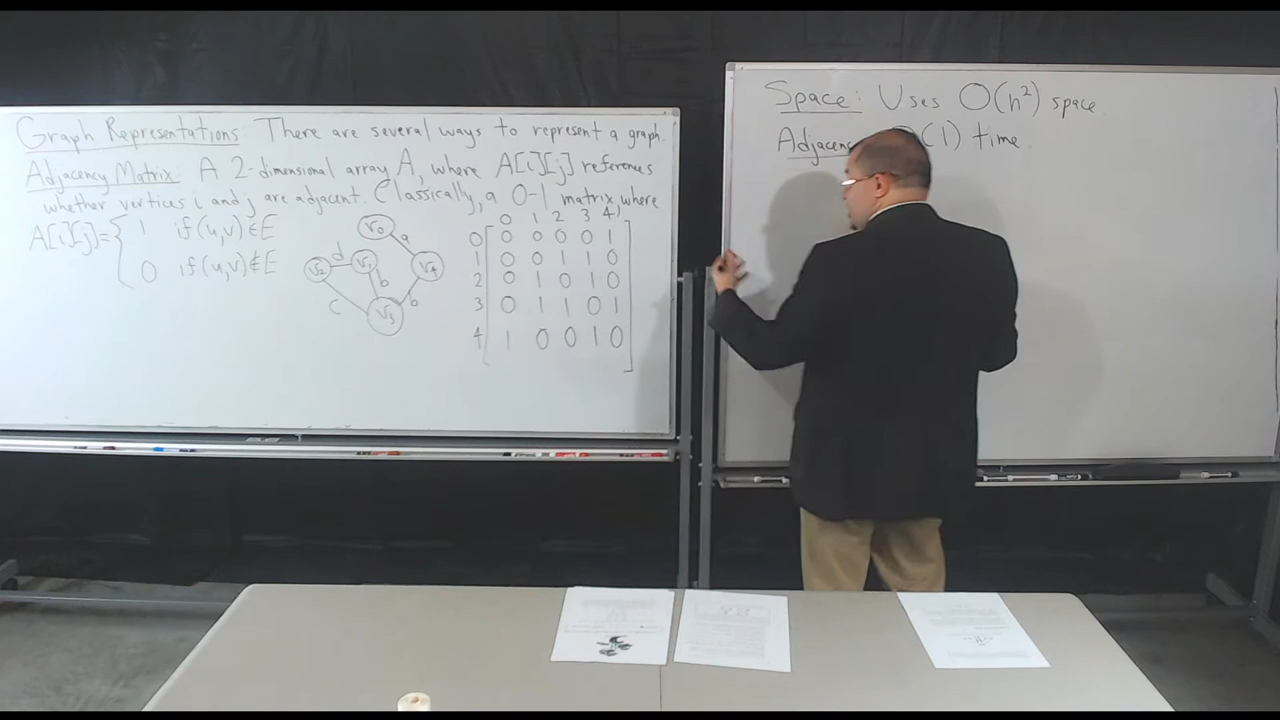 Graph Representations: There are several ways to represent a graph.
Adjacency Matrix: A 2-dimensional array A, where A[i][j] references
whether vertices i and j are adjacent. Classically, a 0-1 matrix, where
A[i][j] = { 1 if (u,v) ∈ E
0 if (u,v) ∉ E
V0
a
d
V2 V1 V4
b b
c
V3
0 1 2 3 4
0 0 0 0 0 1
1 0 0 1 1 0
2 0 1 0 1 0
3 0 1 1 0 1
4 1 0 0 1 0
Space: Uses O(n²) space
(1) time